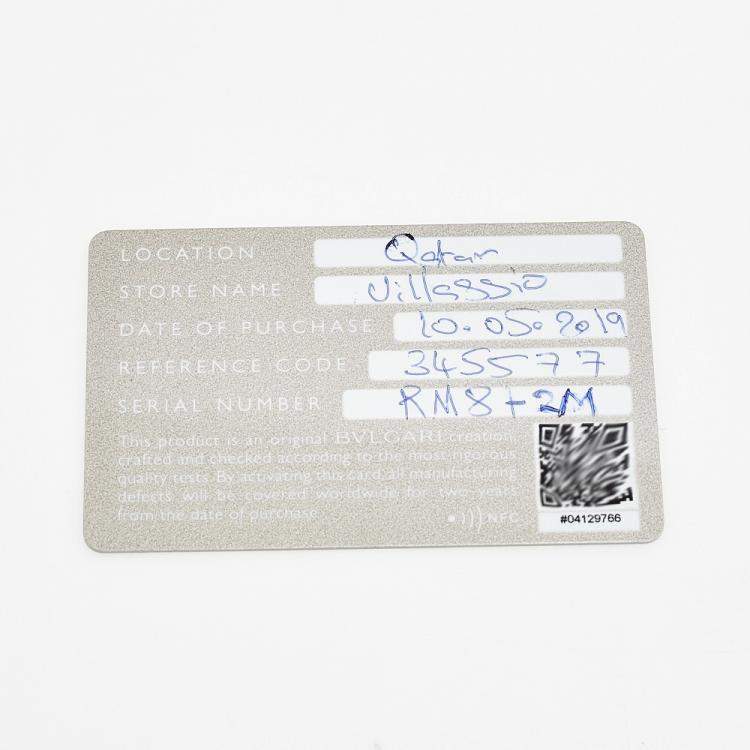 LOCATION Qatar
STORE NAME Villaggio
DATE OF PURCHASE 10.05.2019
REFERENCE CODE 345577
SERIAL NUMBER
This product is an original BVLGARI creation,
crafted and checked according to the most rigorous
quality tests. By activating this card, all manufacturing
defects will be covered worldwide for two years
from the date of purchase.
NFC
#04129766